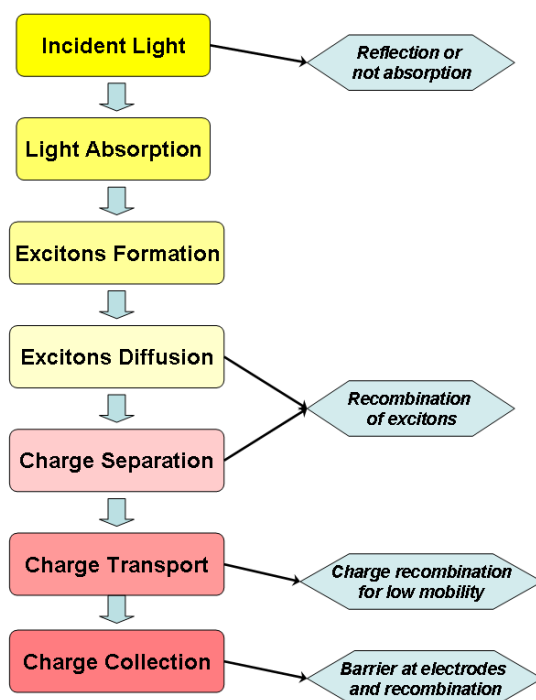 Incident Light
Reflection or
not absorption
Light Absorption
Excitons Formation
Excitons Diffusion
Recombination
of excitons
Charge Separation
Charge Transport
Charge recombination
for low mobility
Charge Collection
Barrier at electrodes
and recombination